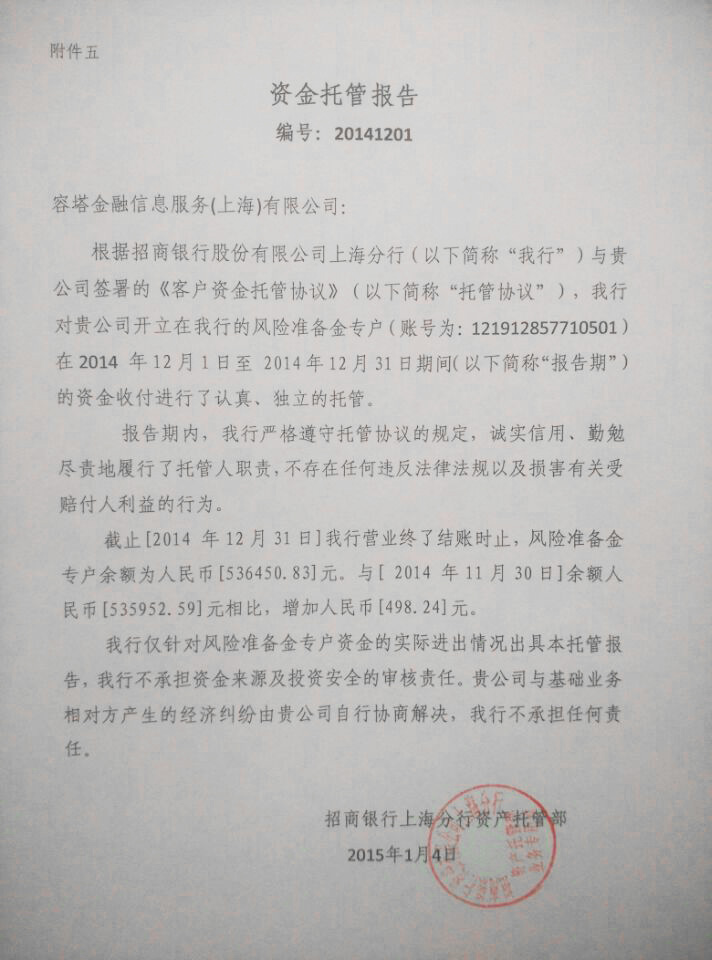 附件五
资金托管报告
编号：20141201
容塔金融信息服务(上海)有限公司：
根据招商银行股份有限公司上海分行（以下简称“我行”）与贵
公司签署的《客户资金托管协议》（以下简称“托管协议”），我行
对贵公司开立在我行的风险准备金专户（账号为：121912857710501）
在2014 年12月1日至 2014年12月31日期间(以下简称“报告期”)
的资金收付进行了认真、独立的托管。
报告期内，我行严格遵守托管协议的规定，诚实信用、勤勉
尽责地履行了托管人职责，不存在任何违反法律法规以及损害有关受
赔付人利益的行为。
截止[2014 年12月31日]我行营业终了结账时止，风险准备金
专户余额为人民币[536450.83]元。与[ 2014 年11月30日]余额人
民币[535952.59]元相比，增加人民币[498.24]元。
我行仅针对风险准备金专户资金的实际进出情况出具本托管报
告，我行不承担资金来源及投资安全的审核责任。贵公司与基础业务
相对方产生的经济纠纷由贵公司自行协商解决，我行不承担任何责
任。
招商银行上海分行资产托管部
2015年1月4日